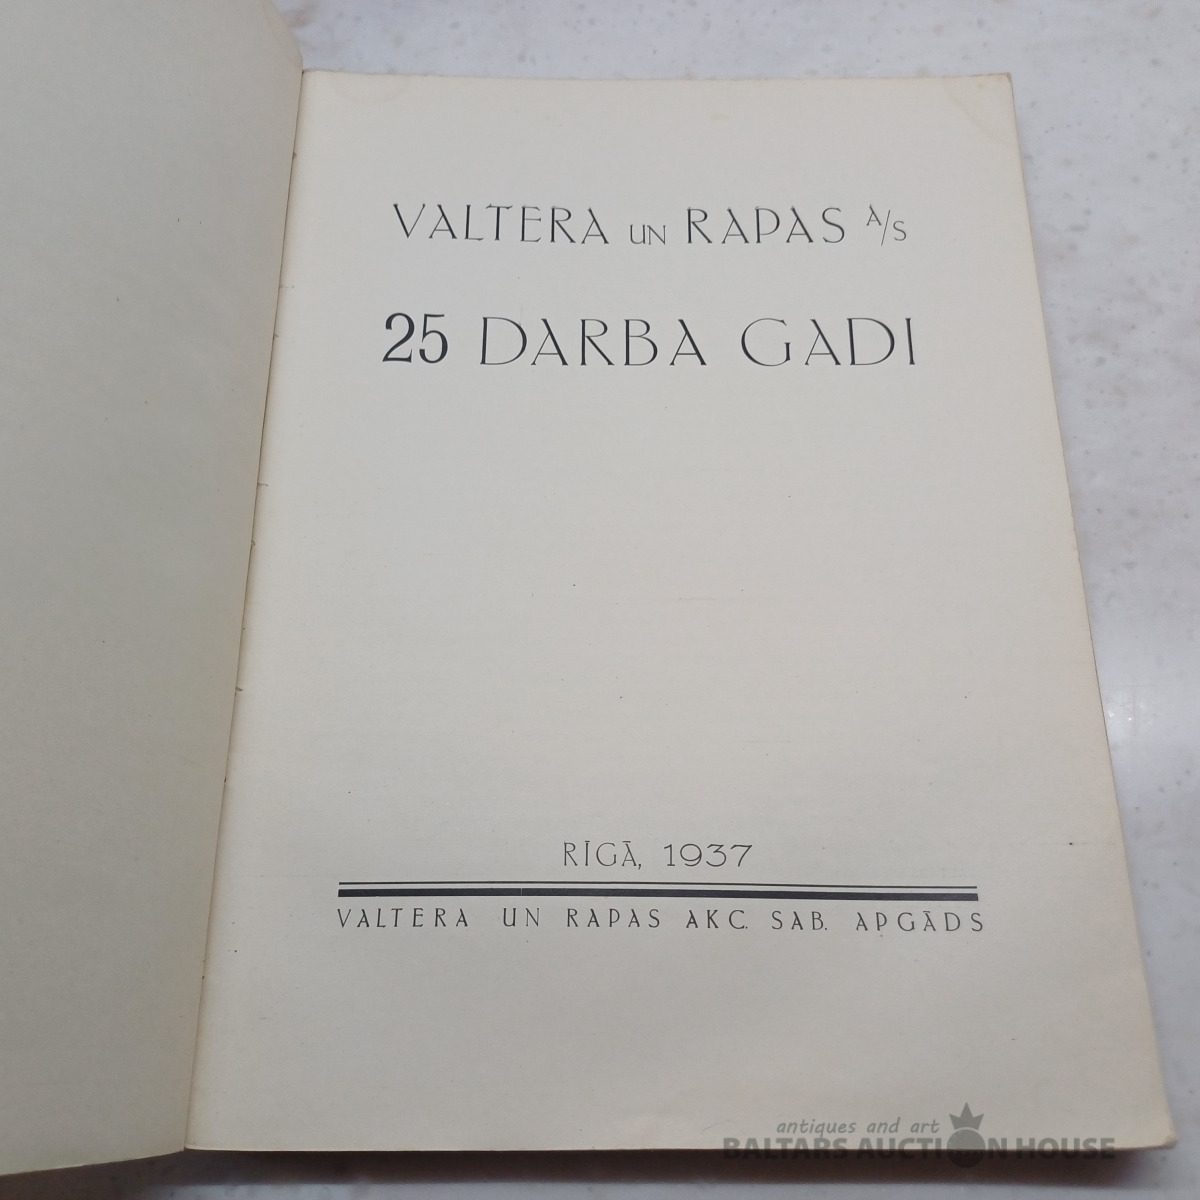 VALTERA UN RAPAS A/S
25 DARBA GADI
RĪGĀ, 1937
VALTERA UN RAPAS AKC. SAB. APGĀDS
antiques and art
BALTARS AUCTION HOUSE